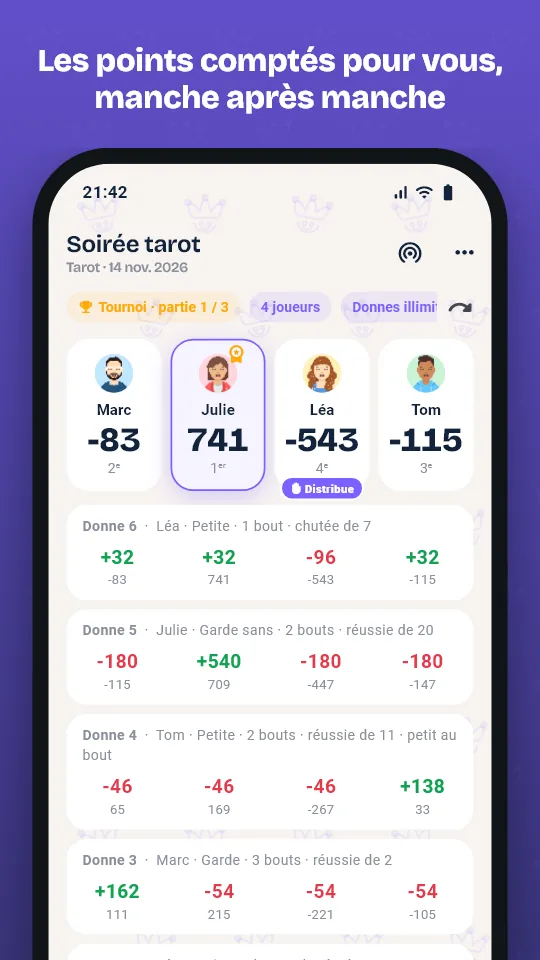 Les points comptés pour vous,
manche après manche
21:42
Soirée tarot
Tarot · 14 nov. 2026
Tournoi · partie 1 / 3
4 joueurs
Donnes illimit
Marc
Julie
Léa
Tom
-83
741
-543
-115
2e
1er
4e
3e
Distribue
Donne 6 · Léa · Petite · 1 bout · chutée de 7
+32 +32 -96 +32
-83 741 -543 -115
Donne 5 · Julie · Garde sans · 2 bouts · réussie de 20
-180 +540 -180 -180
-115 709 -447 -147
Donne 4 · Tom · Petite · 2 bouts · réussie de 11 · petit au
bout
-46 -46 -46 +138
65 169 -267 33
Donne 3 · Marc · Garde · 3 bouts · réussie de 2
+162 -54 -54 -54
111 215 -221 -105